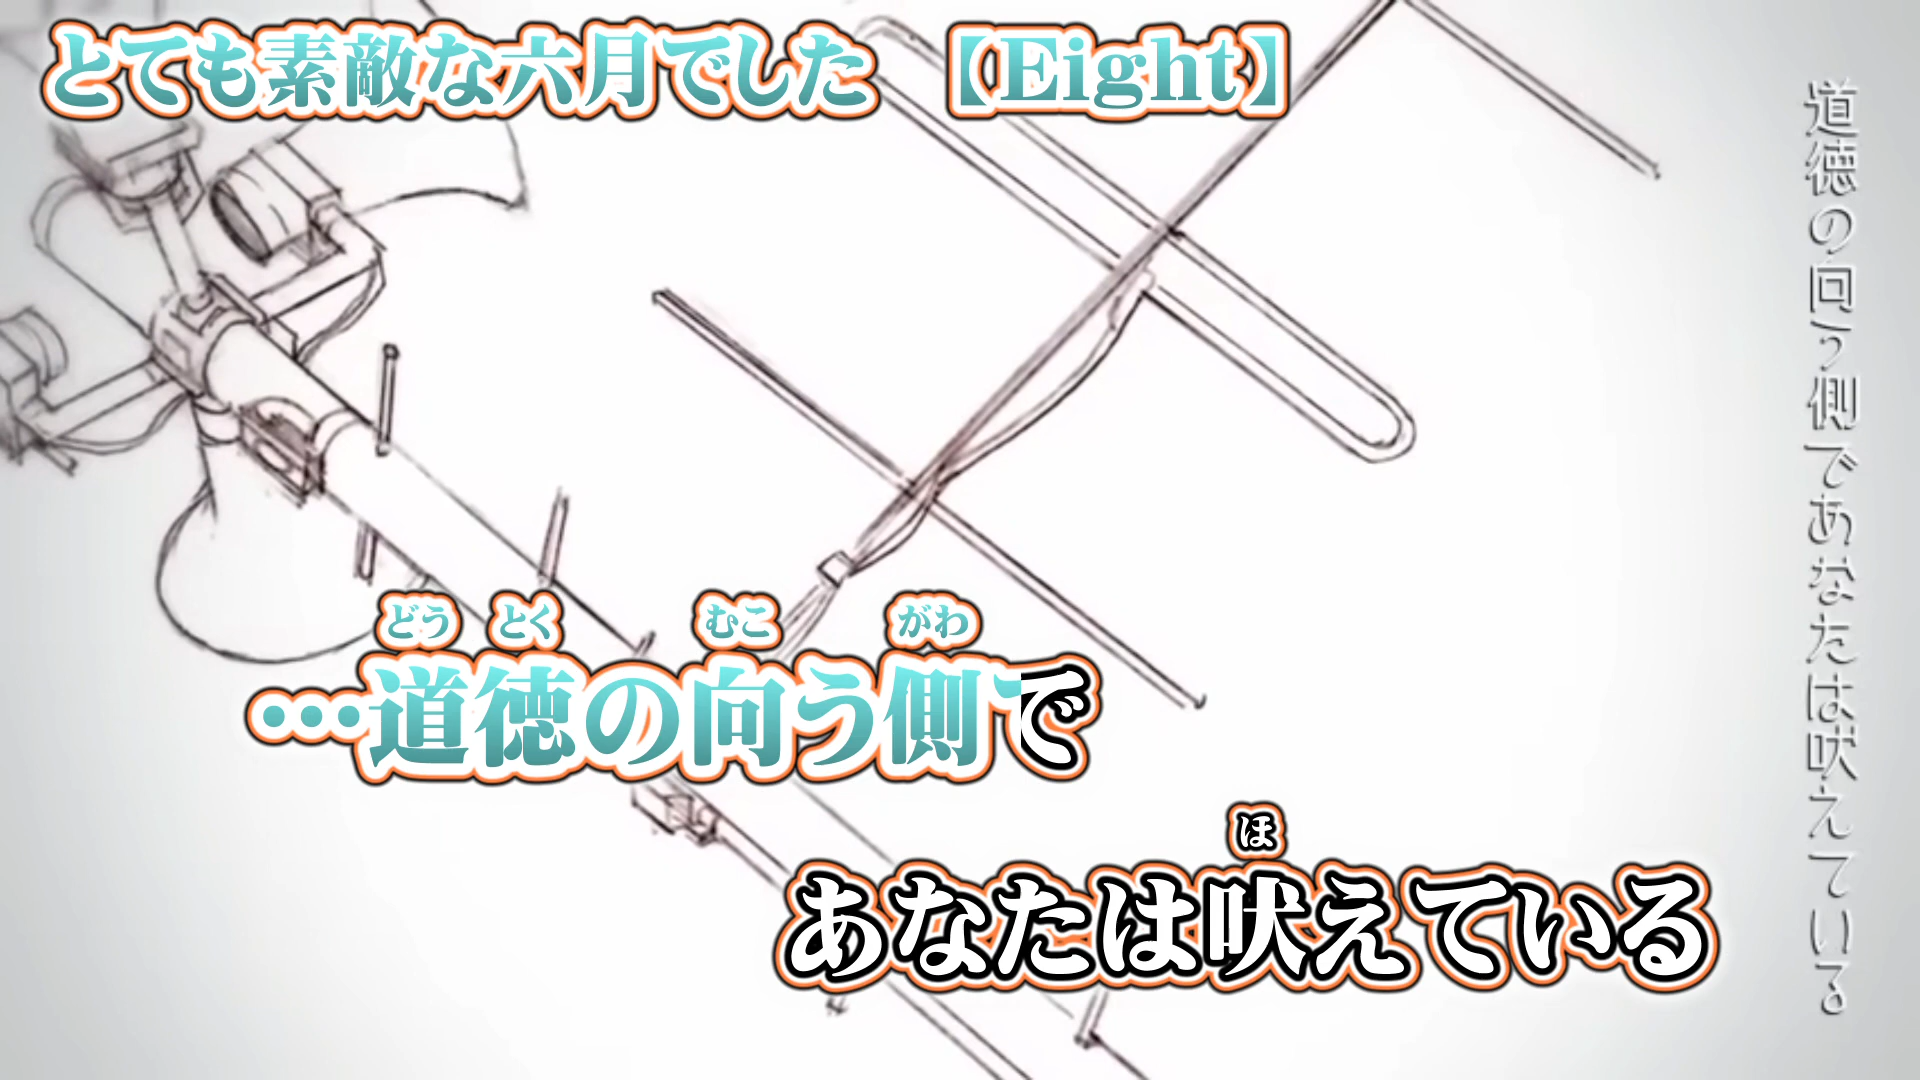 とても素敵な六月でした 【Eight】
どう とく むこ がわ
…道徳の向う側で
ほ
あなたは吠えている
道徳の向う側であなたは吠えている